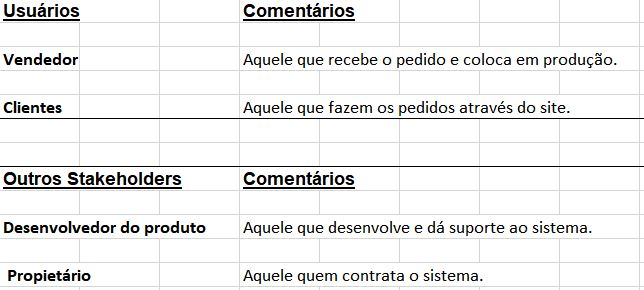 Usuários Comentários
Vendedor Aquele que recebe o pedido e coloca em produção.
Clientes Aquele que fazem os pedidos através do site.
Outros Stakeholders Comentários
Desenvolvedor do produto Aquele que desenvolve e dá suporte ao sistema.
Propietário Aquele quem contrata o sistema.